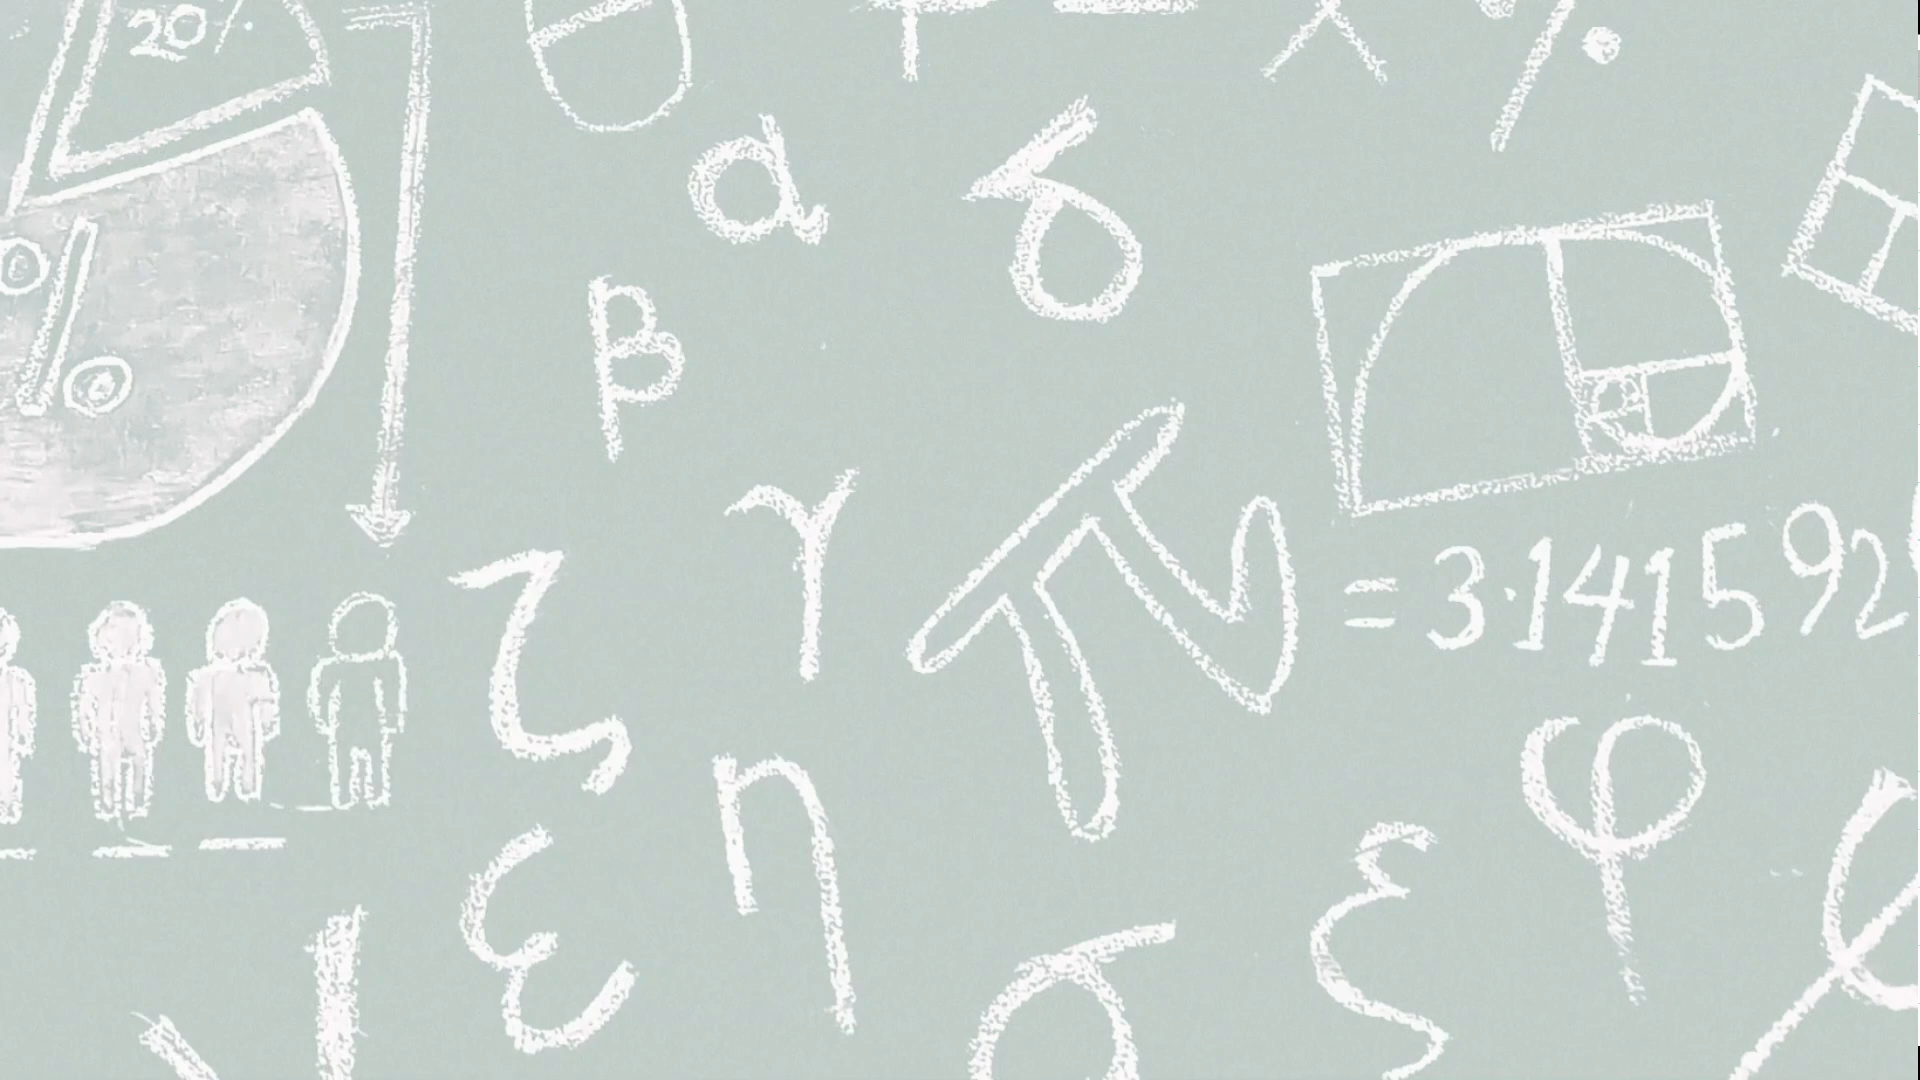 20%
θ
+
%
α
δ
%
β
γ
π = 3.141592
ζ
η
φ
ε
ξ
σ